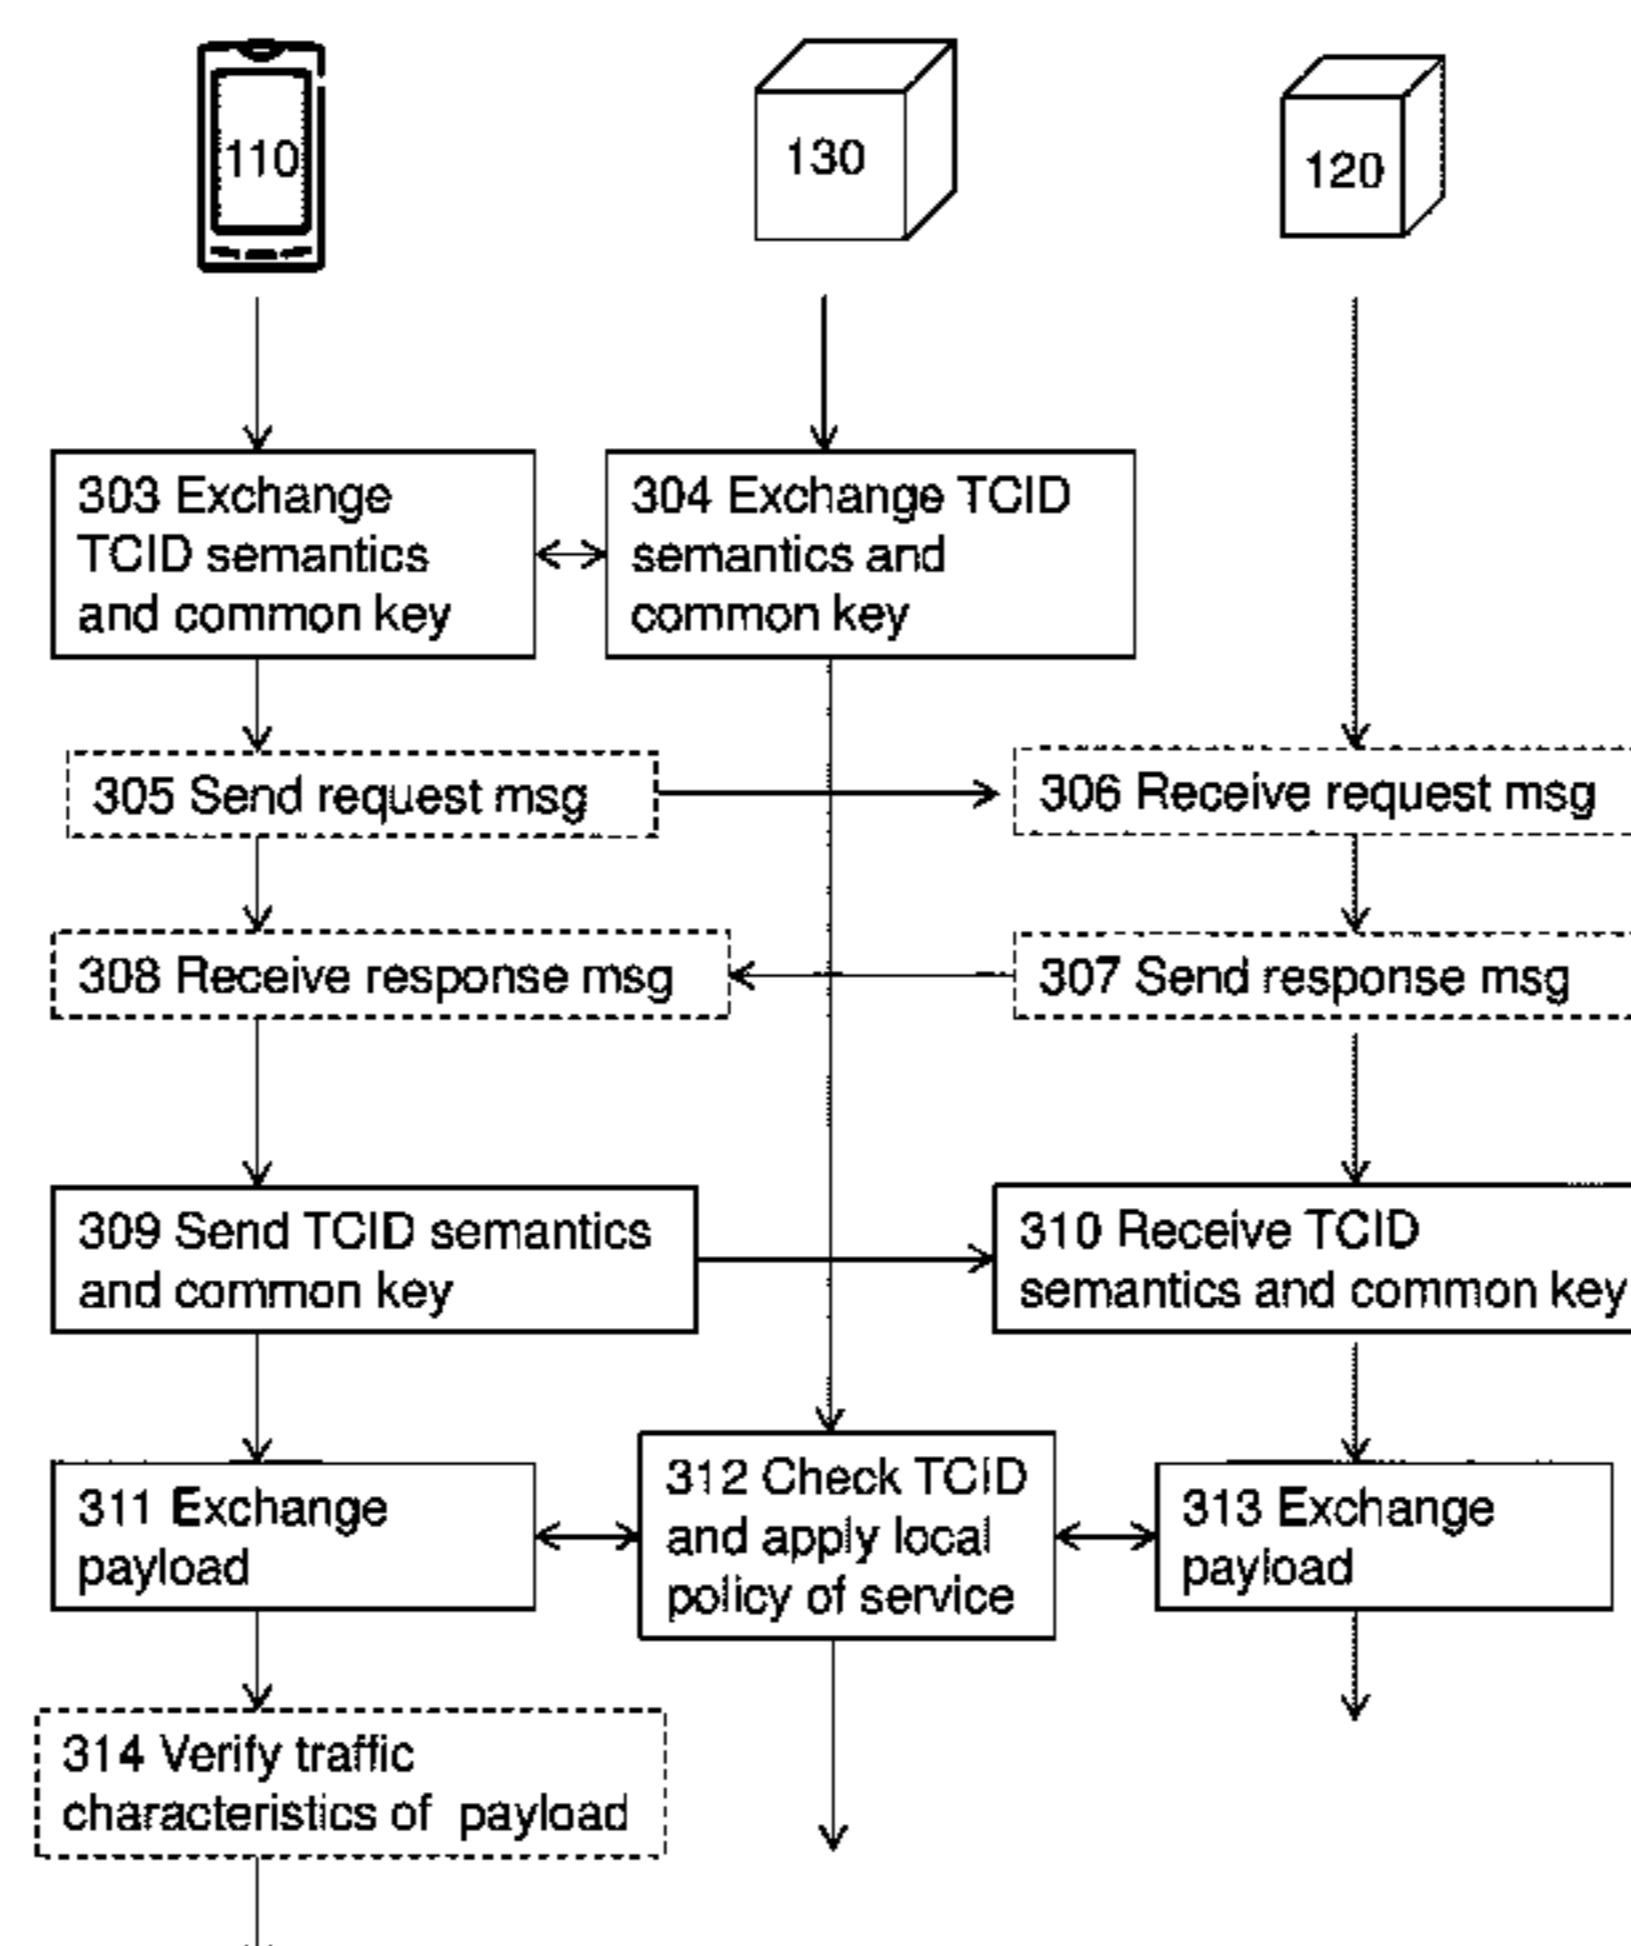 110
130
120
303 Exchange
TCID semantics
and common key
304 Exchange TCID
semantics and
common key
305 Send request msg
306 Receive request msg
308 Receive response msg
307 Send response msg
309 Send TCID semantics
and common key
310 Receive TCID
semantics and common key
311 Exchange
payload
312 Check TCID
and apply local
policy of service
313 Exchange
payload
314 Verify traffic
characteristics of payload